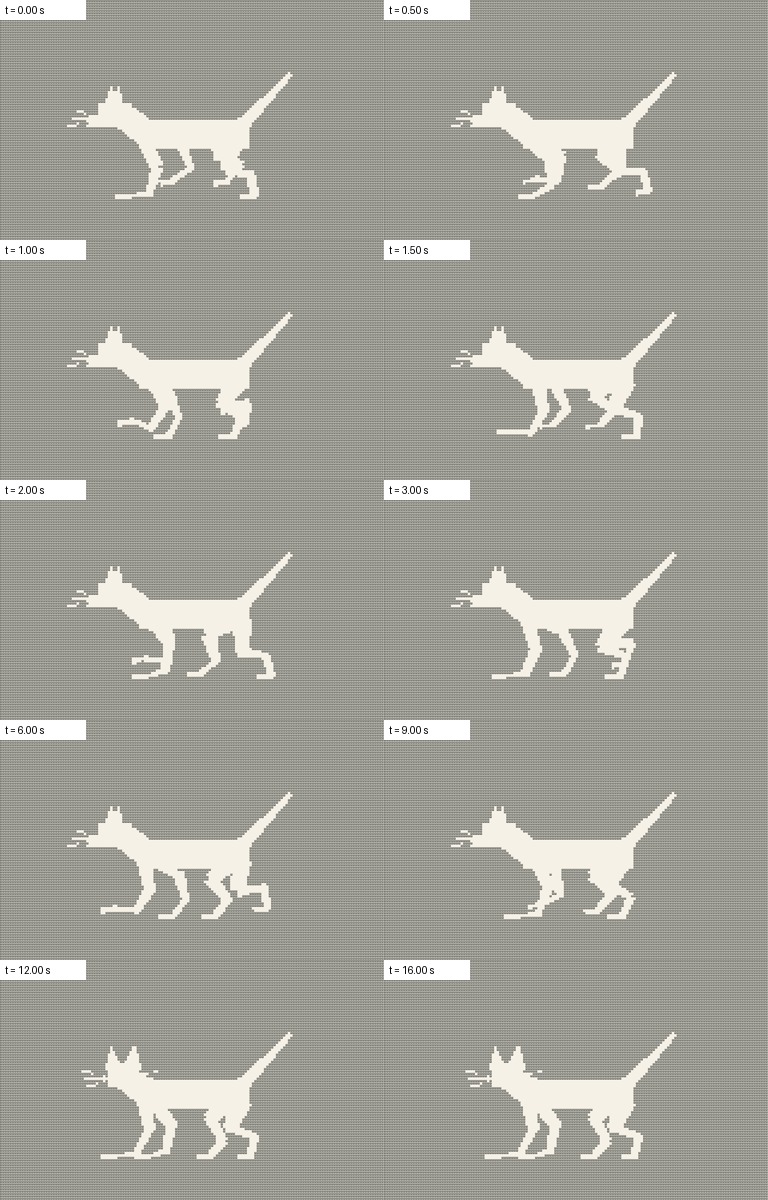 t = 0.00 s
t = 0.50 s
t = 1.00 s
t = 1.50 s
t = 2.00 s
t = 3.00 s
t = 6.00 s
t = 9.00 s
t = 12.00 s
t = 16.00 s